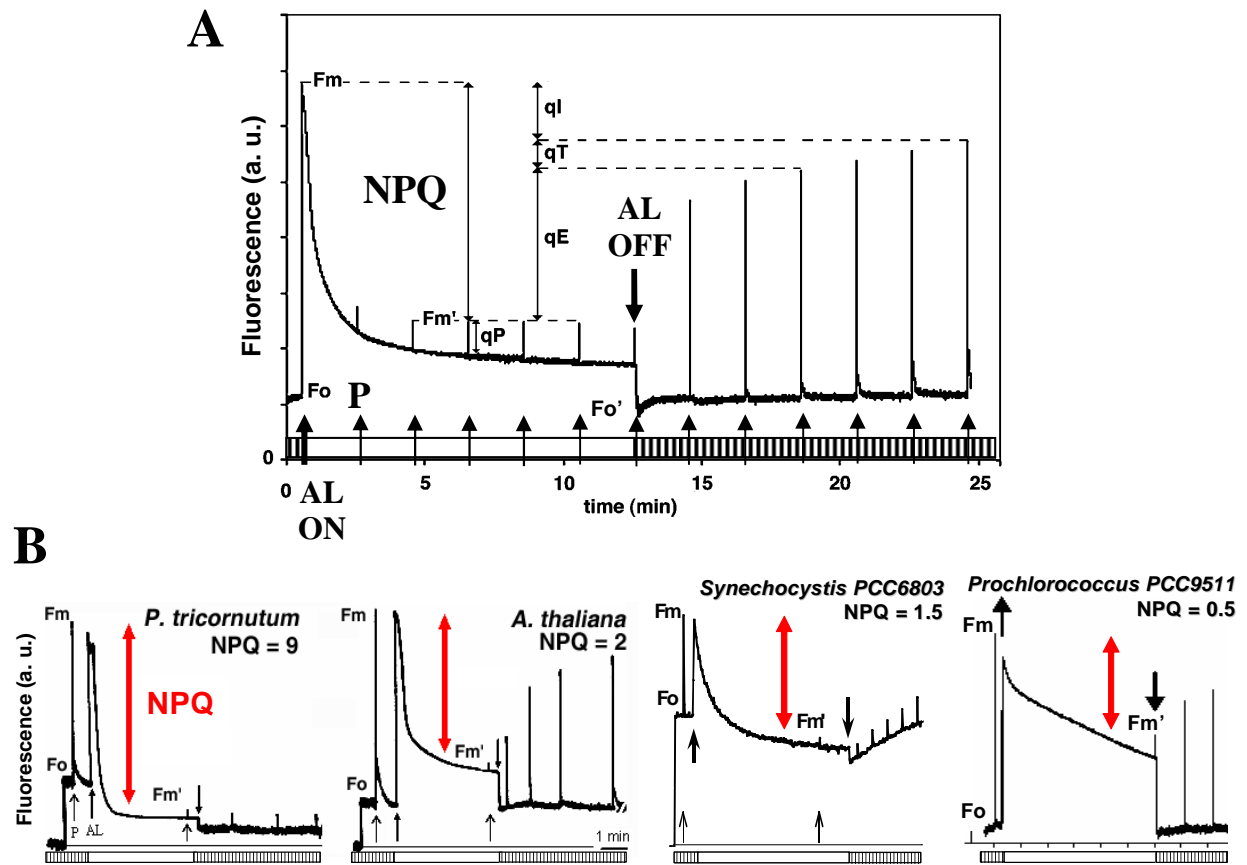 A
Fluorescence (a. u.)
Fm
qI
qT
NPQ
qE
AL
OFF
Fm'
qP
Fo
P
Fo’
0
0
5
10
15
20
25
AL
ON
time (min)
B
Fluorescence (a. u.)
Fm
P. tricornutum
NPQ = 9
NPQ
Fo
Fm'
P
AL
Fm
A. thaliana
NPQ = 2
Fm'
Fo
1 min
Synechocystis PCC6803
NPQ = 1.5
Fm
Fo
Fm'
Prochlorococcus PCC9511
NPQ = 0.5
Fm
Fm’
Fo